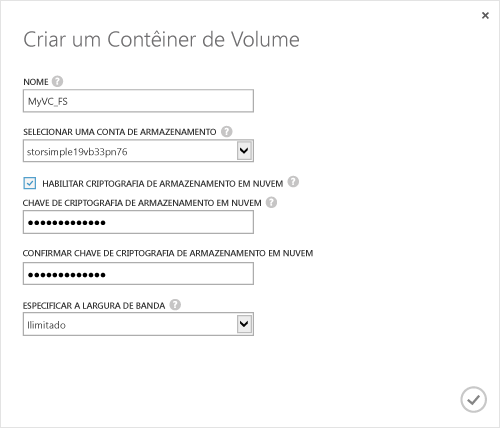 Criar um Contêiner de Volume
NOME ?
MyVC_FS
SELECIONAR UMA CONTA DE ARMAZENAMENTO ?
storsimple19vb33pn76
HABILITAR CRIPTOGRAFIA DE ARMAZENAMENTO EM NUVEM ?
CHAVE DE CRIPTOGRAFIA DE ARMAZENAMENTO EM NUVEM ?
●●●●●●●●●●●●●
CONFIRMAR CHAVE DE CRIPTOGRAFIA DE ARMAZENAMENTO EM NUVEM
●●●●●●●●●●●●●
ESPECIFICAR A LARGURA DE BANDA ?
Ilimitado